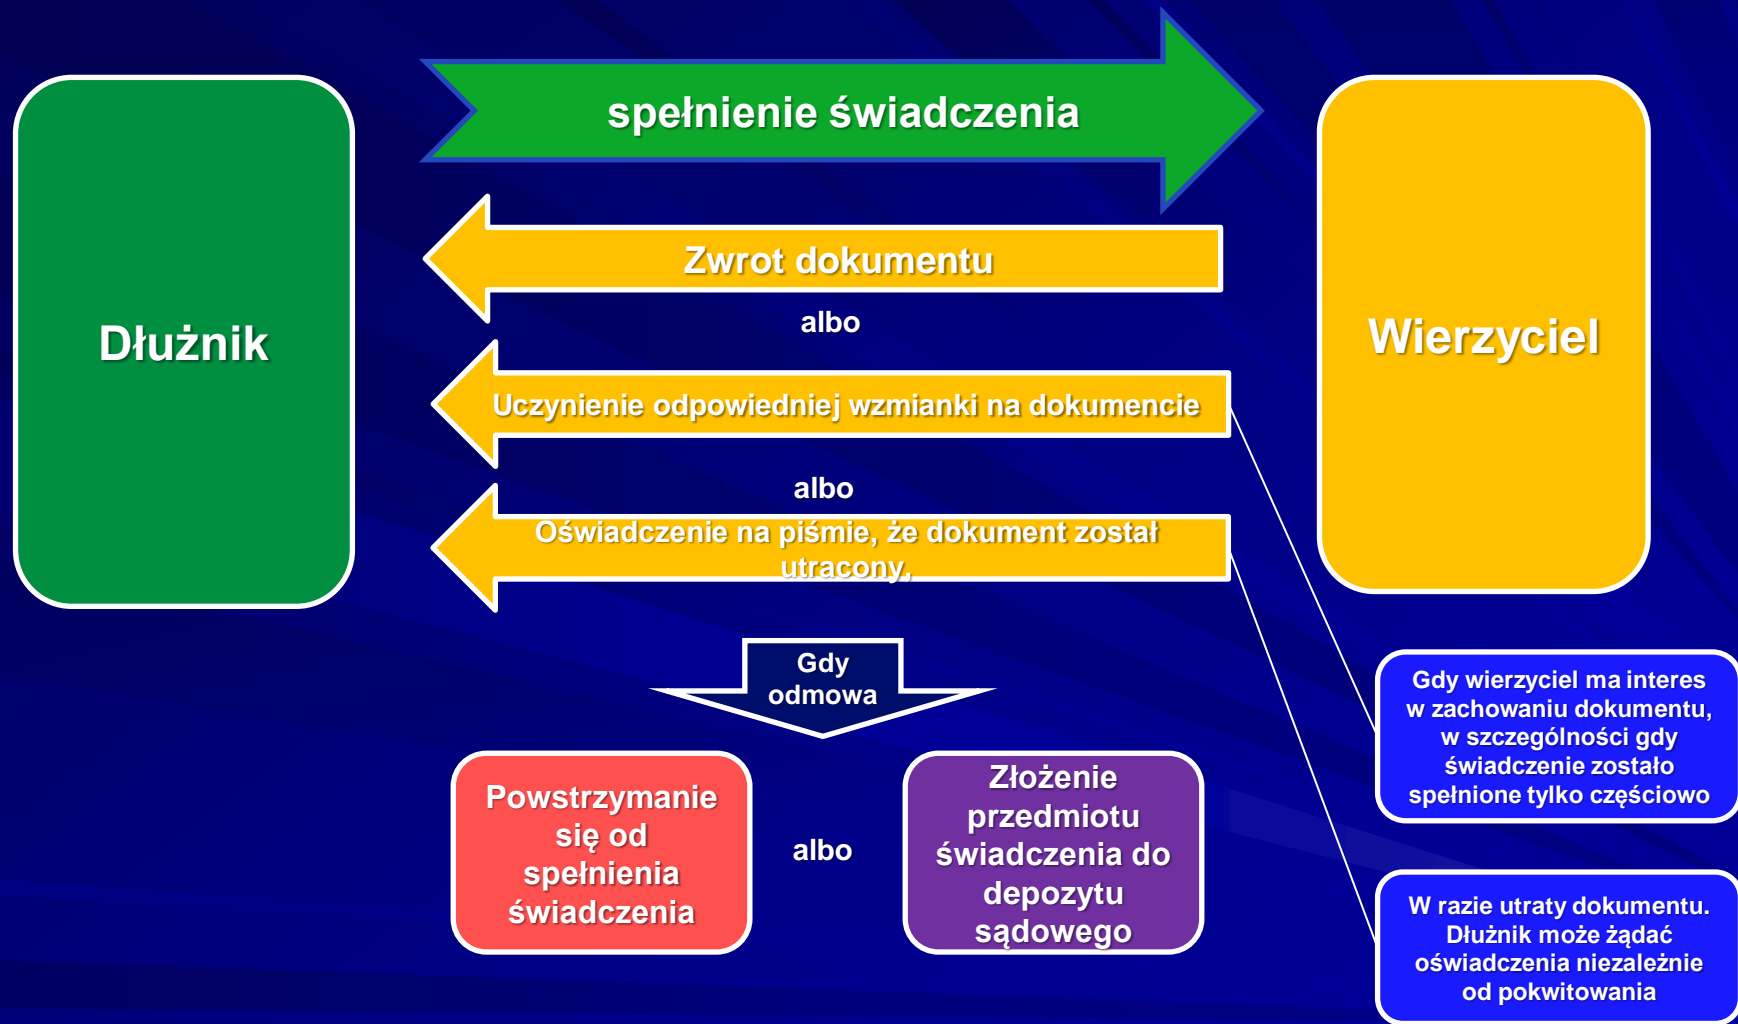 spełnienie świadczenia
Dłużnik
Wierzyciel
Zwrot dokumentu
albo
Uczynienie odpowiedniej wzmianki na dokumencie
albo
Oświadczenie na piśmie, że dokument został
utracony,
Gdy
odmowa
Powstrzymanie
się od
spełnienia
świadczenia
albo
Złożenie
przedmiotu
świadczenia do
depozytu
sądowego
Gdy wierzyciel ma interes
w zachowaniu dokumentu,
w szczególności gdy
świadczenie zostało
spełnione tylko częściowo
W razie utraty dokumentu.
Dłużnik może żądać
oświadczenia niezależnie
od pokwitowania